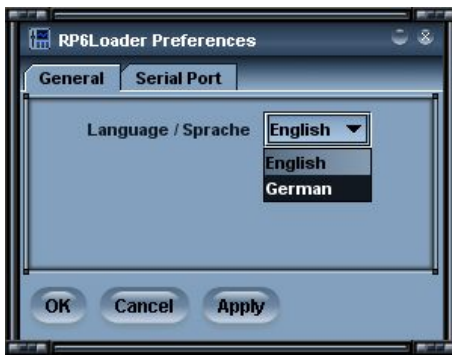 RP6Loader Preferences
General Serial Port
Language / Sprache English
English
German
OK Cancel Apply